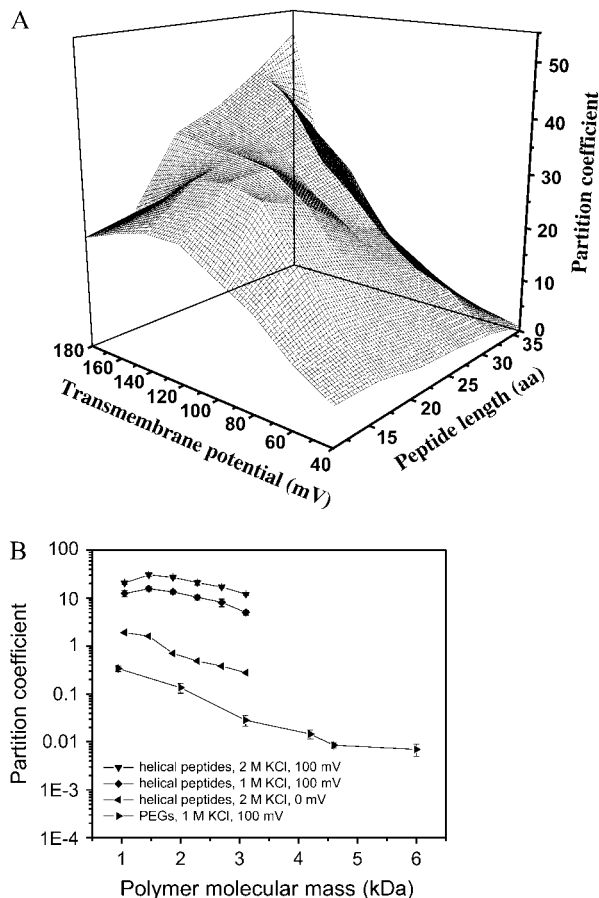 A
50
40
30
20
10
0
Partition coefficient
180
160
140
120
100
80
60
40
Transmembrane potential (mV)
15
20
25
30
35
Peptide length (aa)
B
100
10
1
0.1
0.01
1E-3
1E-4
Partition coefficient
helical peptides, 2 M KCl, 100 mV
helical peptides, 1 M KCl, 100 mV
helical peptides, 2 M KCl, 0 mV
PEGs, 1 M KCl, 100 mV
1 2 3 4 5 6
Polymer molecular mass (kDa)